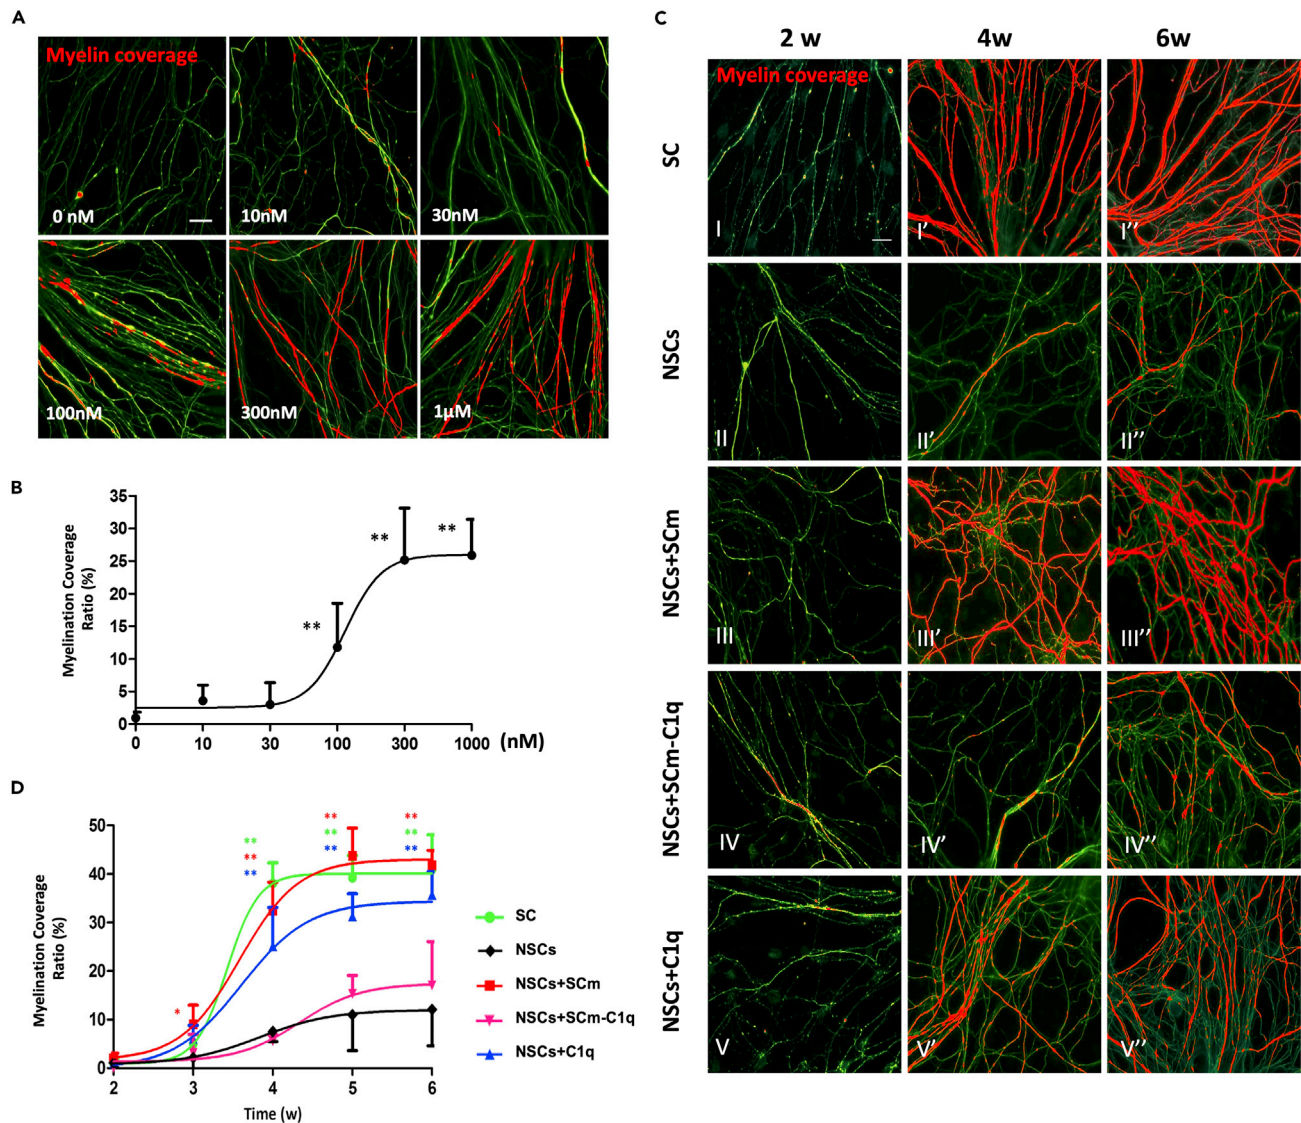 A
Myelin coverage
0 nM
10nM
30nM
100nM
300nM
1µM
B
Myelination Coverage
Ratio (%)
35
30
25
20
15
10
5
0
**
**
**
0 10 30 100 300 1000 (nM)
D
Myelination Coverage
Ratio (%)
50
40
30
20
10
0
*
**
**
**
**
**
**
**
**
**
2 3 4 5 6
Time (w)
SC
NSCs
NSCs+SCm
NSCs+SCm-C1q
NSCs+C1q
C
2 w 4w 6w
Myelin coverage
SC
I I’ I’’
NSCs
II II’ II’’
NSCs+SCm
III III’ III’’
NSCs+SCm-C1q
IV IV’ IV’’
NSCs+C1q
V V’ V’’